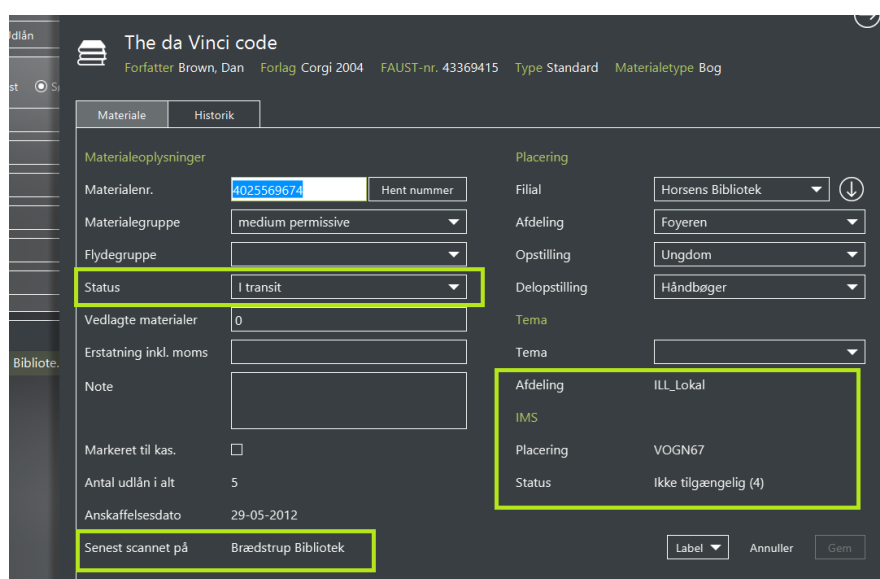 The da Vinci code
Forfatter Brown, Dan Forlag Corgi 2004 FAUST-nr. 43369415 Type Standard Materialetype Bog
Materiale Historik
Materialeoplysninger
Materialenr. 4025569674 Hent nummer
Materialegruppe medium permissive
Flydegruppe
Status I transit
Vedlagte materialer 0
Erstatning inkl. moms
Note
Markeret til kas.
Antal udlån i alt 5
Anskaffelsesdato 29-05-2012
Senest scannet på Brædstrup Bibliotek
Placering
Filial Horsens Bibliotek
Afdeling Foyeren
Opstilling Ungdom
Delopstilling Håndbøger
Tema
Tema
Afdeling ILL_Lokal
IMS
Placering VOGN67
Status Ikke tilgængelig (4)
Label Annuller Gem